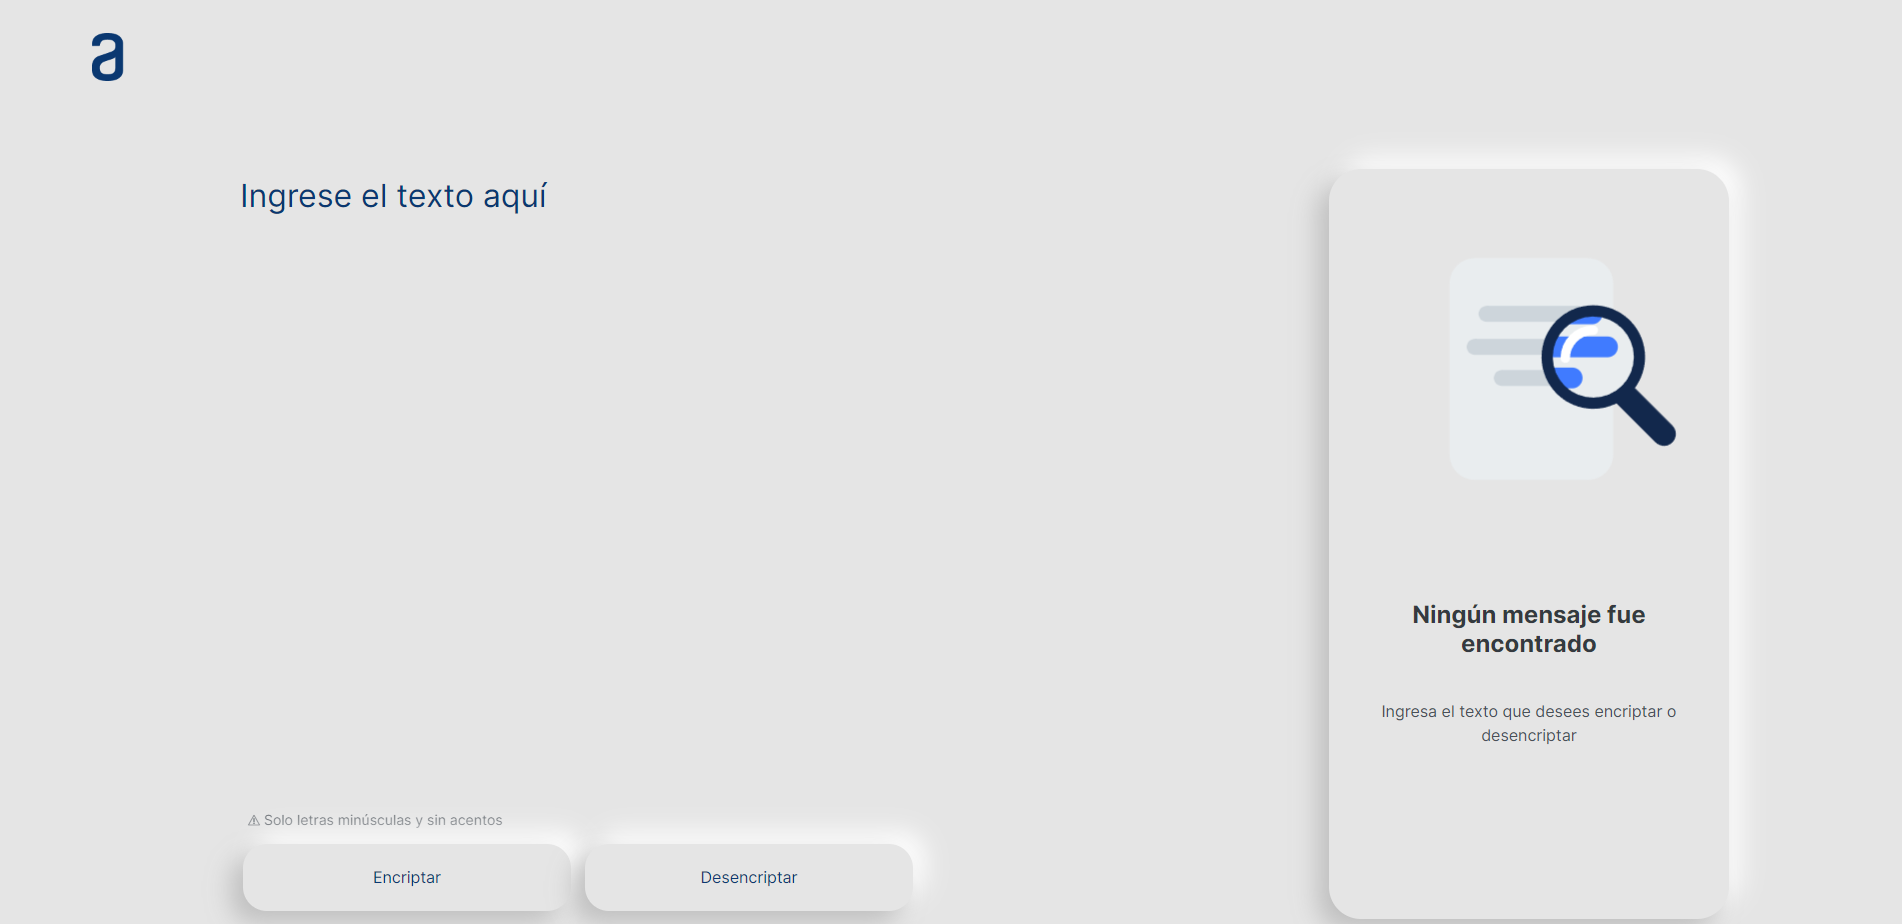 a
Ingrese el texto aquí
⚠ Solo letras minúsculas y sin acentos
Encriptar
Desencriptar
Ningún mensaje fue
encontrado
Ingresa el texto que desees encriptar o
desencriptar